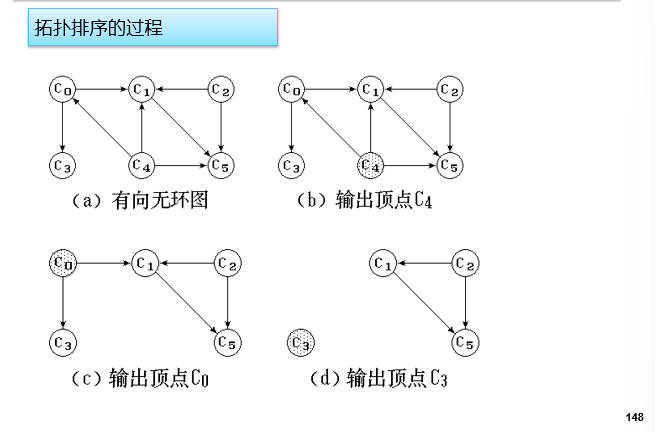 拓扑排序的过程
C0 C1 C2
C3 C4 C5
(a) 有向无环图
C0 C1 C2
C3 C4 C5
(b) 输出顶点C4
C0 C1 C2
C3 C5
(c) 输出顶点C0
C1 C2
C3 C5
(d) 输出顶点C3
148